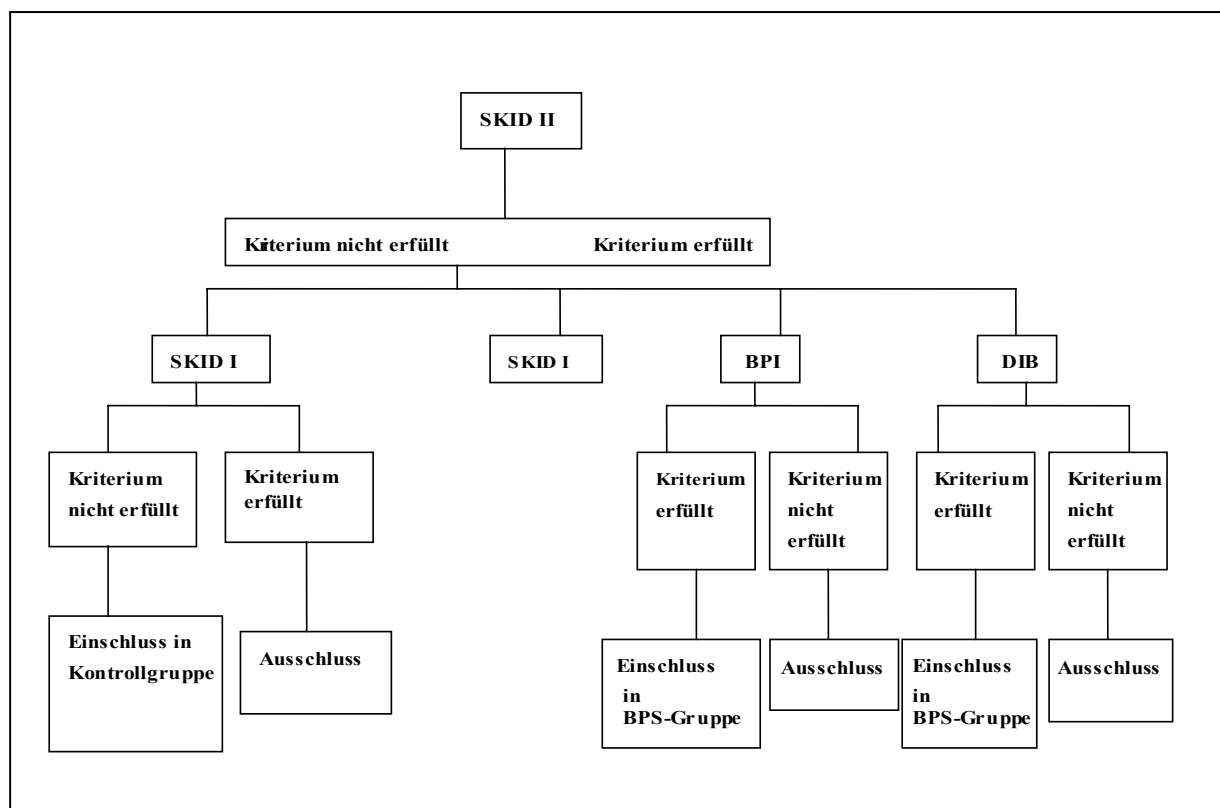 SKID II
Kriterium nicht erfüllt Kriterium erfüllt
SKID I
SKID I
BPI
DIB
Kriterium
nicht erfüllt
Kriterium
erfüllt
Kriterium
erfüllt
Kriterium
nicht
erfüllt
Kriterium
erfüllt
Kriterium
nicht
erfüllt
Einschluss in
Kontrollgruppe
Ausschluss
Einschluss
in
BPS-Gruppe
Ausschluss
Einschluss
in
BPS-Gruppe
Ausschluss